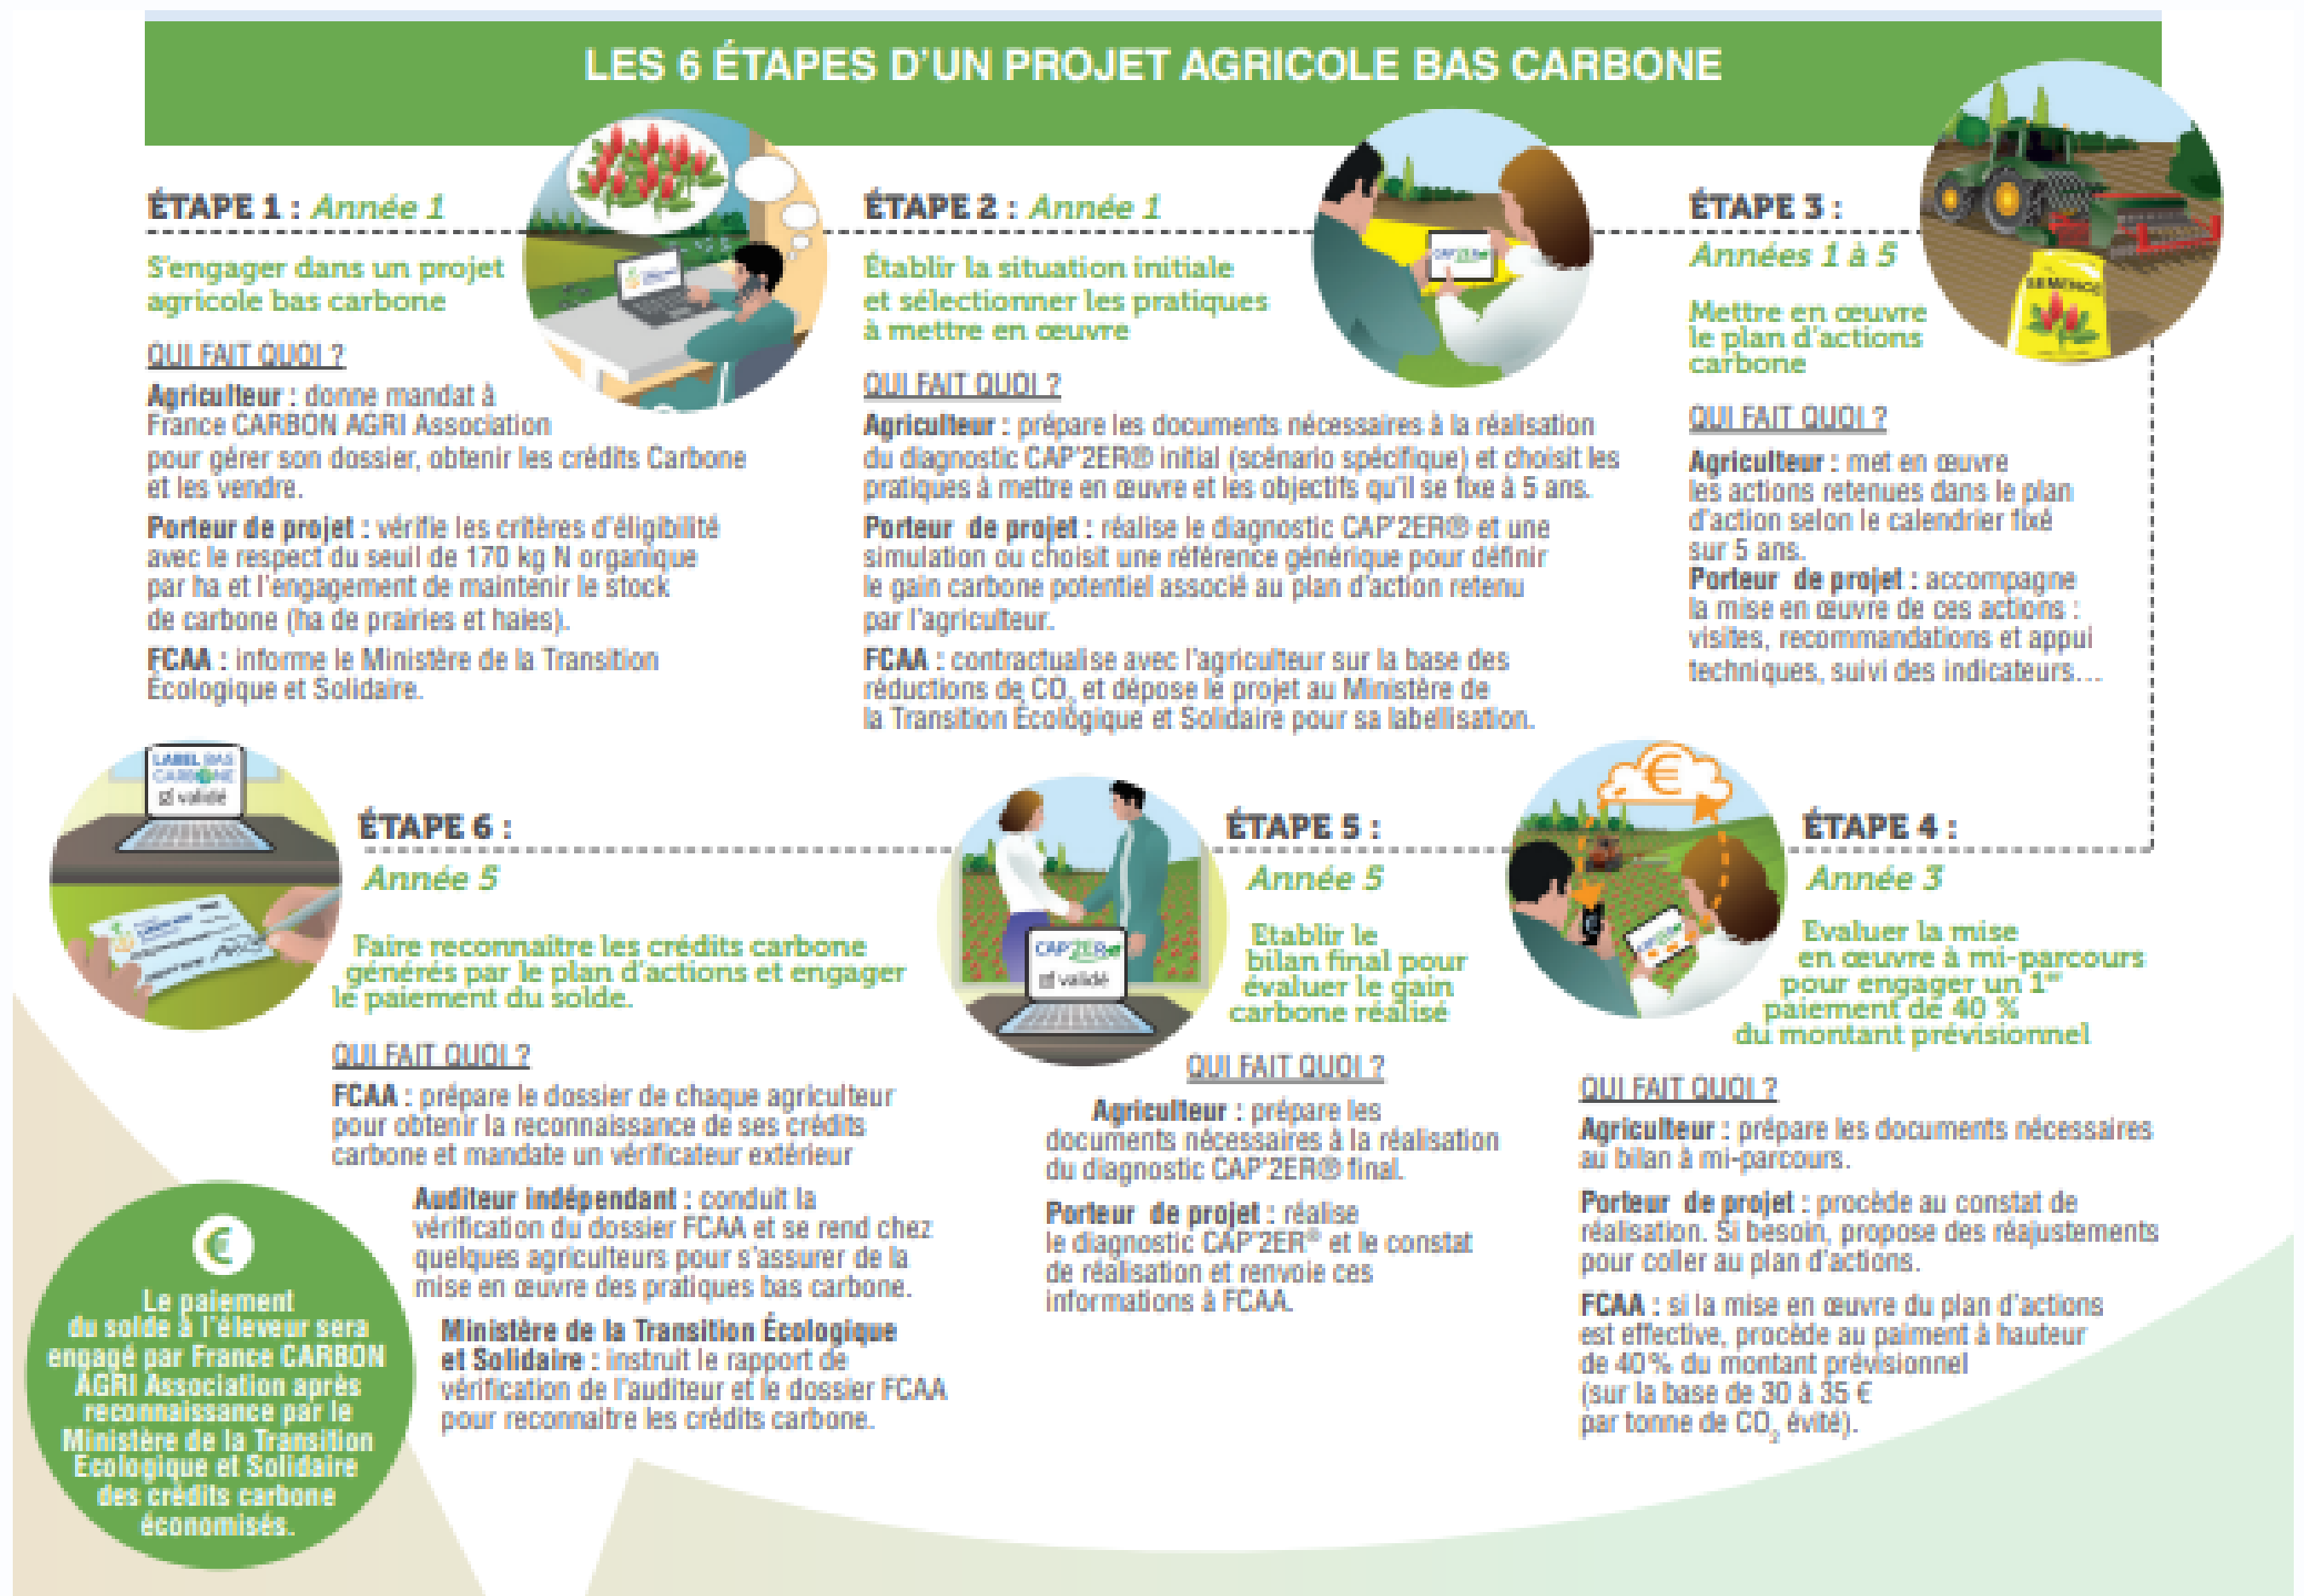 LES 6 ÉTAPES D'UN PROJET AGRICOLE BAS CARBONE
ÉTAPE 1 : Année 1
S'engager dans un projet
agricole bas carbone
QUI FAIT QUOI ?
Agriculteur : donne mandat à
France CARBON AGRI Association
pour gérer son dossier, obtenir les crédits Carbone
et les vendre.
Porteur de projet : vérifie les critères d'éligibilité
avec le respect du seuil de 170 kg N organique
par ha et l'engagement de maintenir le stock
de carbone (ha de prairies et haies).
FCAA : informe le Ministère de la Transition
Écologique et Solidaire.
ÉTAPE 2 : Année 1
Établir la situation initiale
et sélectionner les pratiques
à mettre en œuvre
CAP'2ER
QUI FAIT QUOI ?
Agriculteur : prépare les documents nécessaires à la réalisation
du diagnostic CAP'2ER® initial (scénario spécifique) et choisit les
pratiques à mettre en œuvre et les objectifs qu'il se fixe à 5 ans.
Porteur de projet : réalise le diagnostic CAP'2ER® et une
simulation ou choisit une référence générique pour définir
le gain carbone potentiel associé au plan d'action retenu
par l'agriculteur.
FCAA : contractualise avec l'agriculteur sur la base des
réductions de CO₂ et dépose le projet au Ministère de
la Transition Écologique et Solidaire pour sa labellisation.
ÉTAPE 3 :
Années 1 à 5
Mettre en œuvre
le plan d'actions
carbone
SEMENCE
QUI FAIT QUOI ?
Agriculteur : met en œuvre
les actions retenues dans le plan
d'action selon le calendrier fixé
sur 5 ans.
Porteur de projet : accompagne
la mise en œuvre de ces actions :
visites, recommandations et appui
techniques, suivi des indicateurs...
ÉTAPE 4 :
Année 3
Evaluer la mise
en œuvre à mi-parcours
pour engager un 1er
paiement de 40 %
du montant prévisionnel
€
CAP'2ER
QUI FAIT QUOI ?
Agriculteur : prépare les documents nécessaires
au bilan à mi-parcours.
Porteur de projet : procède au constat de
réalisation. Si besoin, propose des réajustements
pour coller au plan d'actions.
FCAA : si la mise en œuvre du plan d'actions
est effective, procède au paiment à hauteur
de 40% du montant prévisionnel
(sur la base de 30 à 35 €
par tonne de CO₂ évité).
ÉTAPE 5 :
Année 5
Etablir le
bilan final pour
évaluer le gain
carbone réalisé
CAP'2ER
validé
QUI FAIT QUOI ?
Agriculteur : prépare les
documents nécessaires à la réalisation
du diagnostic CAP'2ER® final.
Porteur de projet : réalise
le diagnostic CAP'2ER® et le constat
de réalisation et renvoie ces
informations à FCAA.
LABEL BAS
CARBONE
validé
ÉTAPE 6 :
Année 5
Faire reconnaître les crédits carbone
générés par le plan d'actions et engager
le paiement du solde.
QUI FAIT QUOI ?
FCAA : prépare le dossier de chaque agriculteur
pour obtenir la reconnaissance de ses crédits
carbone et mandate un vérificateur extérieur
Auditeur indépendant : conduit la
vérification du dossier FCAA et se rend chez
quelques agriculteurs pour s'assurer de la
mise en œuvre des pratiques bas carbone.
Ministère de la Transition Écologique
et Solidaire : instruit le rapport de
vérification de l'auditeur et le dossier FCAA
pour reconnaitre les crédits carbone.
€
Le paiement
du solde à l'éleveur sera
engagé par France CARBON
AGRI Association après
reconnaissance par le
Ministère de la Transition
Ecologique et Solidaire
des crédits carbone
économisés.